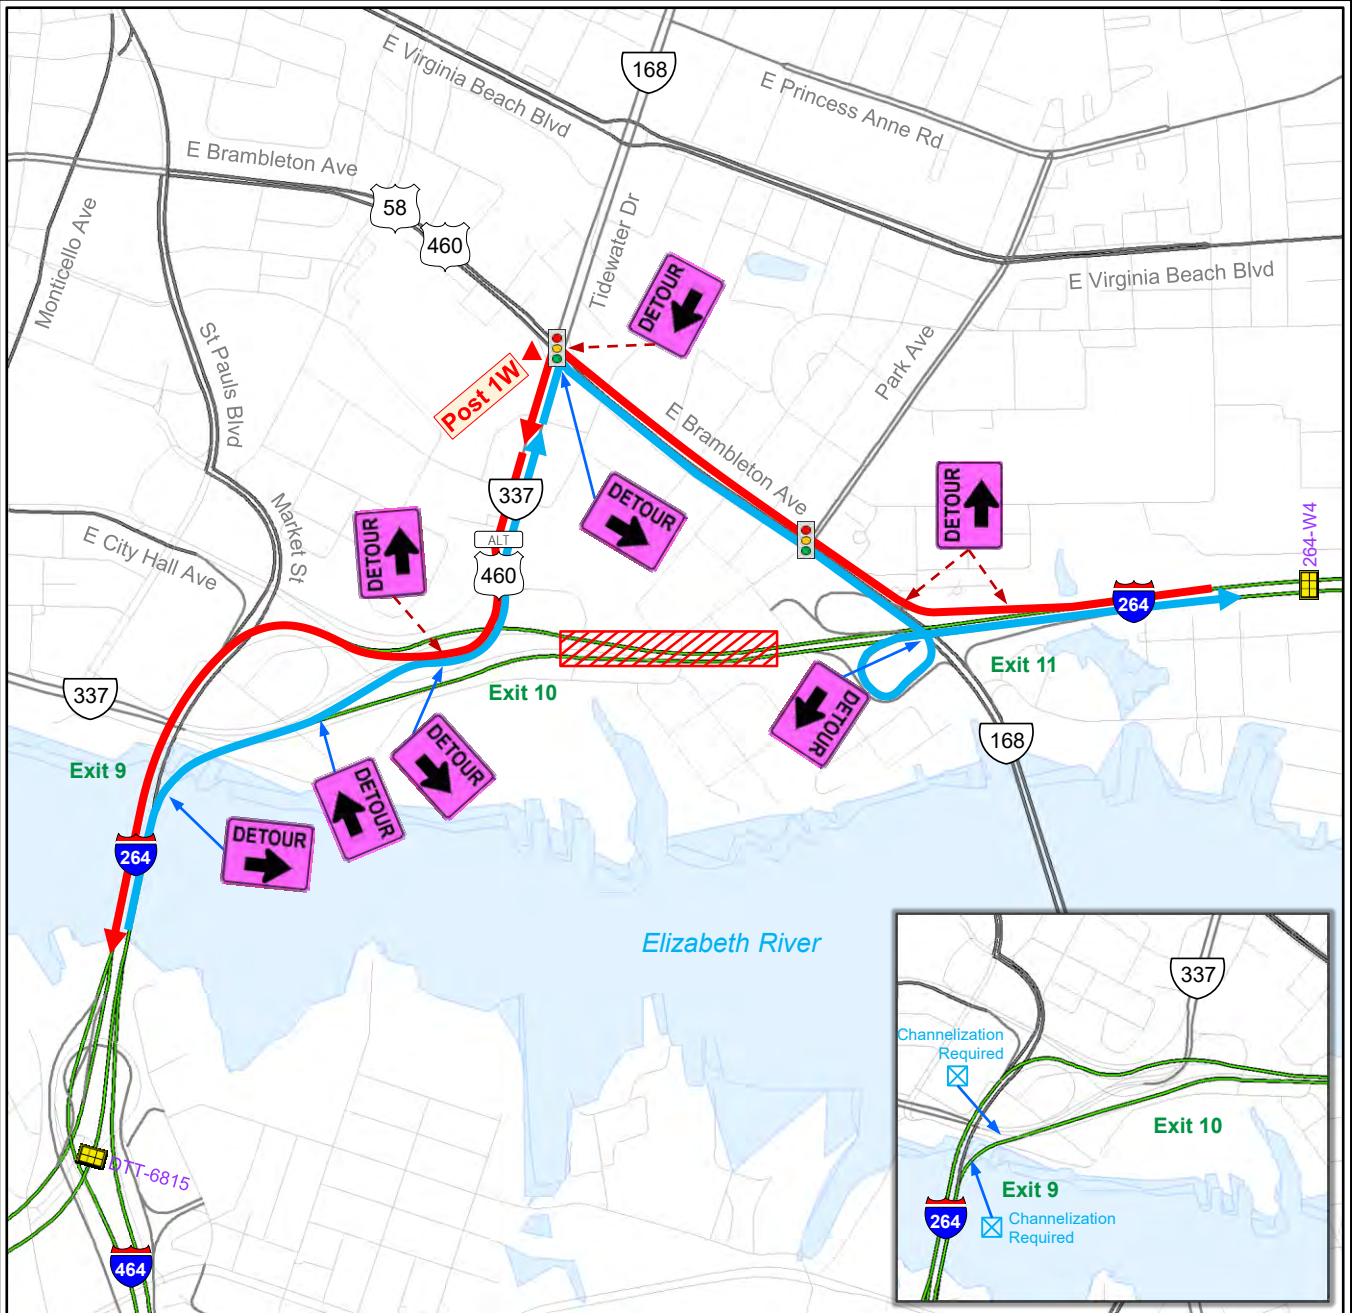 E Virginia Beach Blvd
168
E Princess Anne Rd
E Brambleton Ave
58
460
Monticello Ave
Tidewater Dr
DETOUR
E Virginia Beach Blvd
St Pauls Blvd
Post 1W
Park Ave
E Brambleton Ave
337
ALT
460
DETOUR
DETOUR
DETOUR
264-W4
Market St
E City Hall Ave
264
337
Exit 10
Exit 11
DETOUR
168
Exit 9
DETOUR
DETOUR
264
DETOUR
Elizabeth River
337
Channelization
Required
Exit 10
Exit 9
264
Channelization
Required
DTT-6815
464